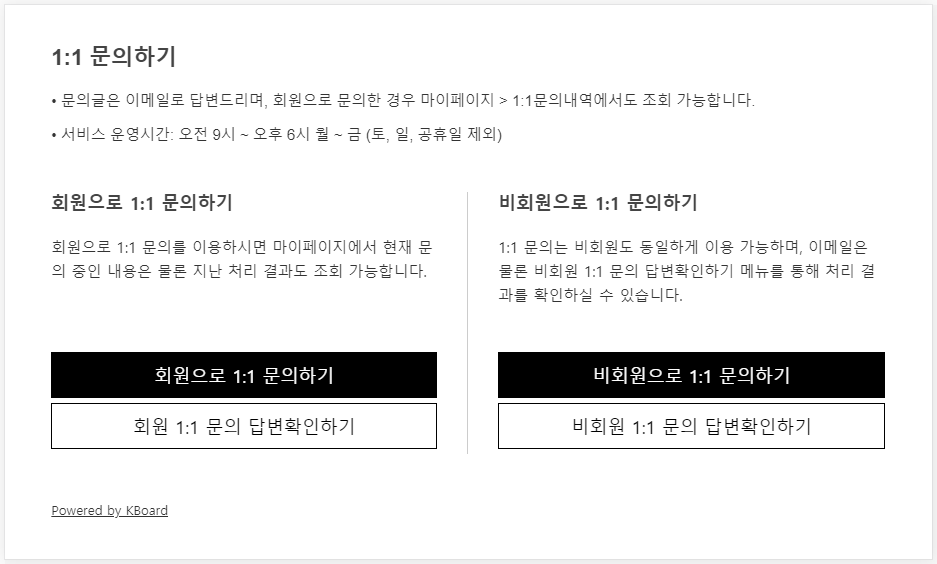 1:1 문의하기
• 문의글은 이메일로 답변드리며, 회원으로 문의한 경우 마이페이지 > 1:1문의내역에서도 조회 가능합니다.
• 서비스 운영시간: 오전 9시 ~ 오후 6시 월 ~ 금 (토, 일, 공휴일 제외)
회원으로 1:1 문의하기
회원으로 1:1 문의를 이용하시면 마이페이지에서 현재 문
의 중인 내용은 물론 지난 처리 결과도 조회 가능합니다.
회원으로 1:1 문의하기
회원 1:1 문의 답변확인하기
비회원으로 1:1 문의하기
1:1 문의는 비회원도 동일하게 이용 가능하며, 이메일은
물론 비회원 1:1 문의 답변확인하기 메뉴를 통해 처리 결
과를 확인하실 수 있습니다.
비회원으로 1:1 문의하기
비회원 1:1 문의 답변확인하기
Powered by KBoard